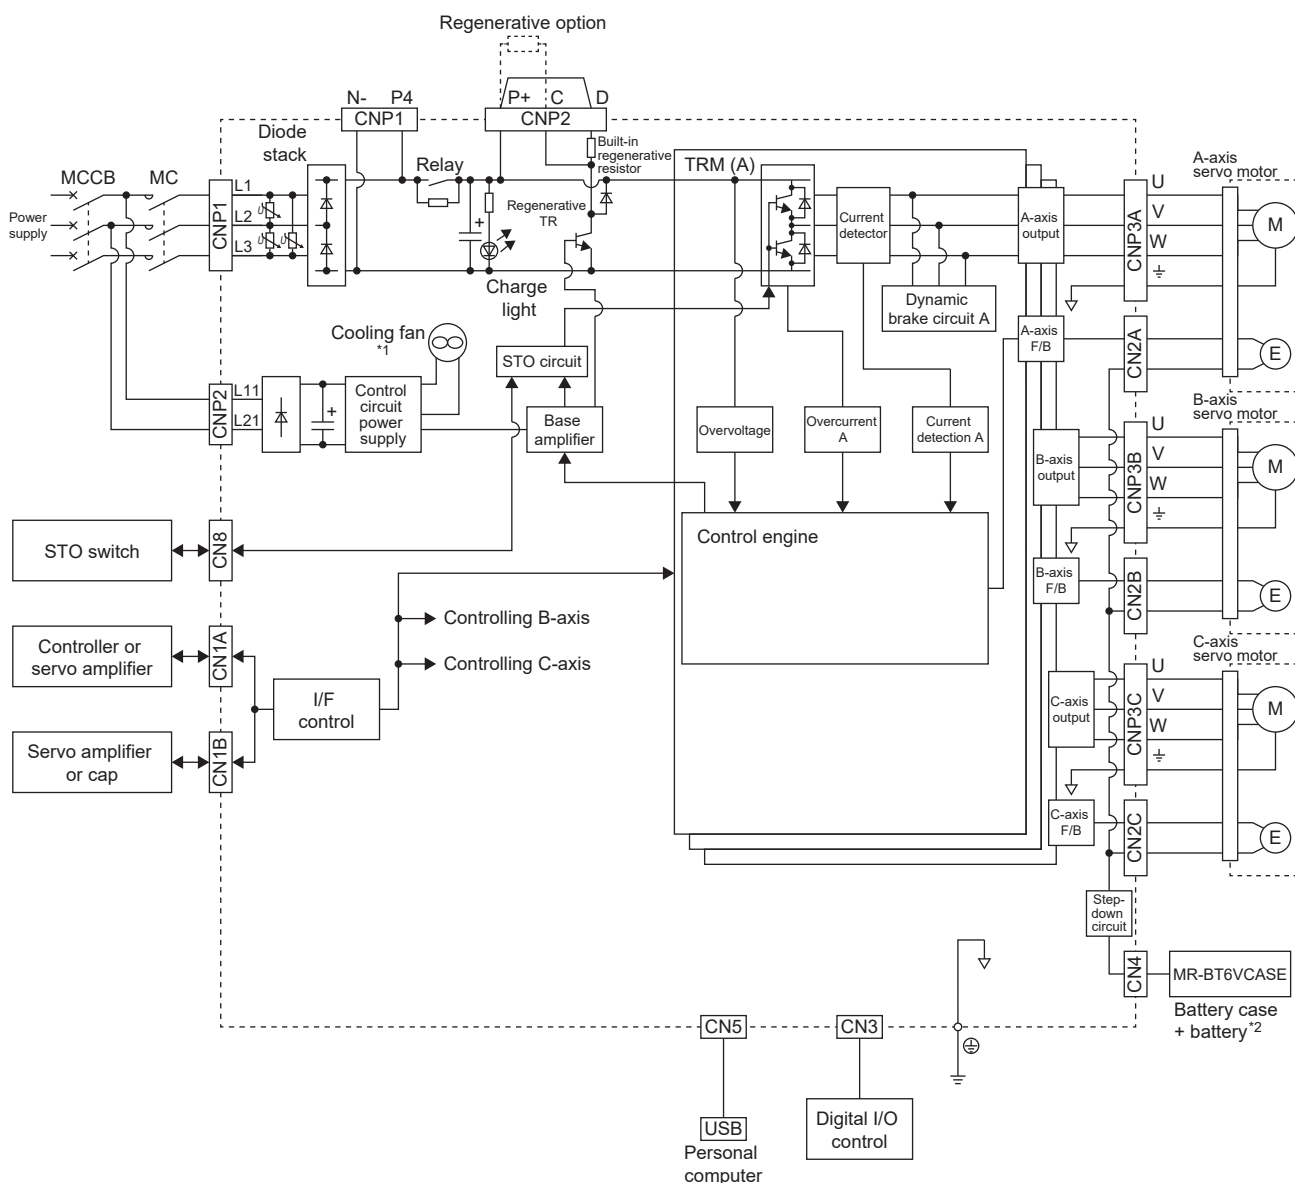 Regenerative option
N- P4
P+ C D
CNP1
CNP2
Diode
stack
Built-in
regenerative
resistor
Relay
TRM (A)
MCCB MC
L1
L2
L3
Power
supply
CNP1
Regenerative
TR
+
Charge
light
Current
detector
A-axis
output
Dynamic
brake circuit A
A-axis
servo motor
CNP3A
U
V
W
M
A-axis
F/B
CN2A
E
Cooling fan
*1
STO circuit
CNP2
L11
L21
+
Control
circuit
power
supply
Base
amplifier
Overvoltage
Overcurrent
A
Current
detection A
B-axis
servo motor
B-axis
output
CNP3B
U
V
W
M
Control engine
STO switch
CN8
B-axis
F/B
CN2B
E
Controlling B-axis
Controlling C-axis
Controller or
servo amplifier
CN1A
I/F
control
Servo amplifier
or cap
CN1B
C-axis
servo motor
C-axis
output
CNP3C
U
V
W
M
C-axis
F/B
CN2C
E
Step-
down
circuit
CN4
MR-BT6VCASE
Battery case
+ battery*2
CN5
CN3
USB
Personal
computer
Digital I/O
control